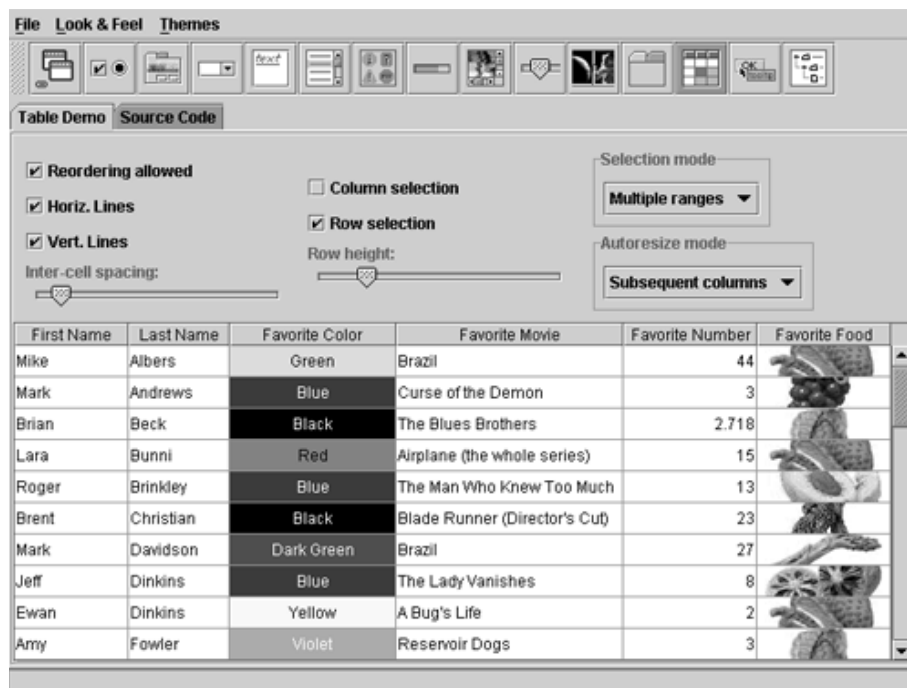 File Look & Feel Themes
text
OK
Table Demo Source Code
Reordering allowed
Horiz. Lines
Vert. Lines
Inter-cell spacing:
Column selection
Row selection
Row height:
Selection mode
Multiple ranges
Autoresize mode
Subsequent columns
First Name Last Name Favorite Color Favorite Movie Favorite Number Favorite Food
Mike Albers Green Brazil 44
Mark Andrews Blue Curse of the Demon 3
Brian Beck Black The Blues Brothers 2.718
Lara Bunni Red Airplane (the whole series) 15
Roger Brinkley Blue The Man Who Knew Too Much 13
Brent Christian Black Blade Runner (Director's Cut) 23
Mark Davidson Dark Green Brazil 27
Jeff Dinkins Blue The Lady Vanishes 8
Ewan Dinkins Yellow A Bug's Life 2
Amy Fowler Violet Reservoir Dogs 3